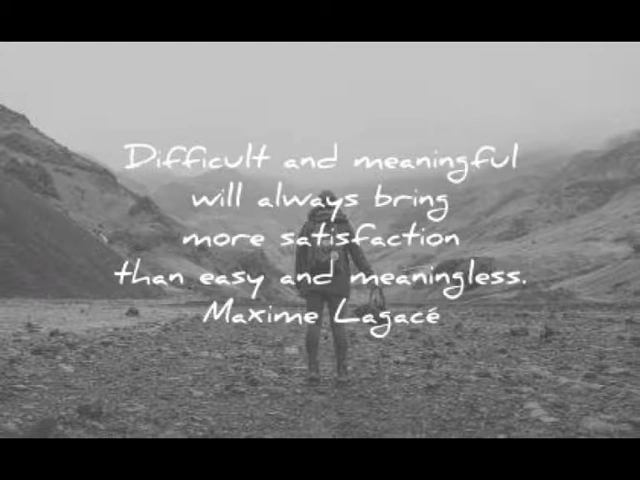 Difficult and meaningful
will always bring
more satisfaction
than easy and meaningless.
Maxime Lagacé